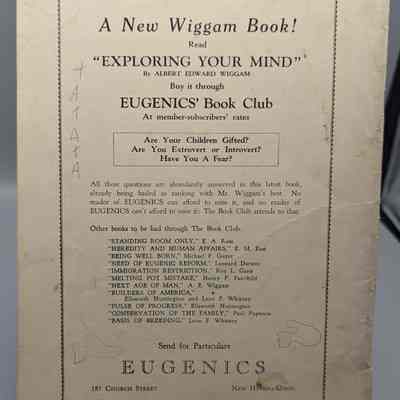 A New Wiggam Book!
Read
"EXPLORING YOUR MIND"
By ALBERT EDWARD WIGGAM
Buy it through
EUGENICS' Book Club
At member-subscribers' rates
Are Your Children Gifted?
Are You Extrovert or Introvert?
Have You A Fear?
All these questions are abundantly answered in this latest book,
already being hailed as ranking with Mr. Wiggam's best. No
reader of EUGENICS can afford to miss it, and no reader of
EUGENICS can't afford to miss it: The Book Club attends to that.
Other books to be had through The Book Club:
"STANDING ROOM ONLY," E. A. Ross
"HEREDITY AND HUMAN AFFAIRS," E. M. East
"BEING WELL BORN," Michael F. Guyer
"NEED OF EUGENIC REFORM," Leonard Darwin
"IMMIGRATION RESTRICTION," Roy L. Garis
"MELTING POT MISTAKE," Henry P. Fairchild
"NEXT AGE OF MAN," A. E. Wiggam
"BUILDERS OF AMERICA,"
Ellsworth Huntington and Leon F. Whitney
"PULSE OF PROGRESS," Ellsworth Huntington
"CONSERVATION OF THE FAMILY," Paul Popenoe
"BASIS OF BREEDING," Leon F. Whitney
Send for Particulars
EUGENICS
185 CHURCH STREET
NEW HAVEN, CONN.